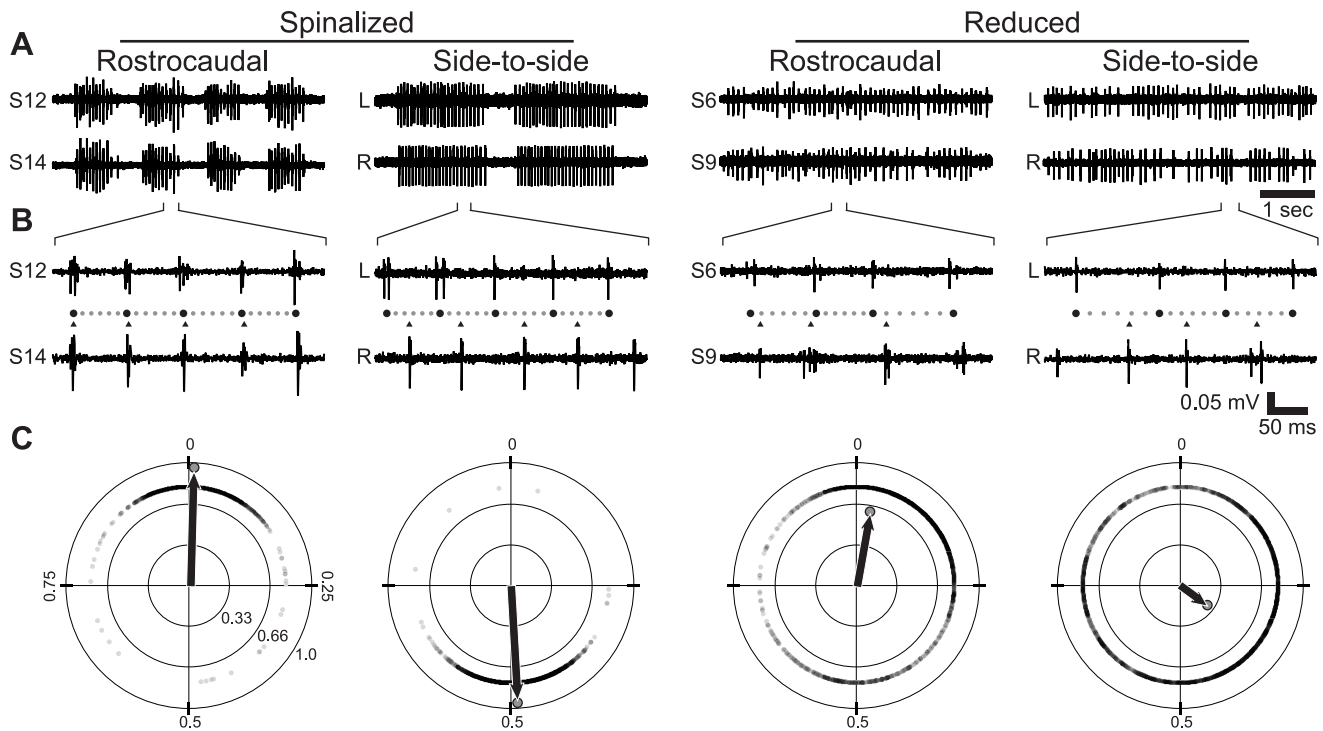 Spinalized
Reduced
A
Rostrocaudal
Side-to-side
Rostrocaudal
Side-to-side
S12
L
S6
L
S14
R
S9
R
1 sec
B
S12
L
S6
L
S14
R
S9
R
0.05 mV
50 ms
C
0
0
0
0
0.75
0.25
0.33
0.66
1.0
0.5
0.5
0.5
0.5